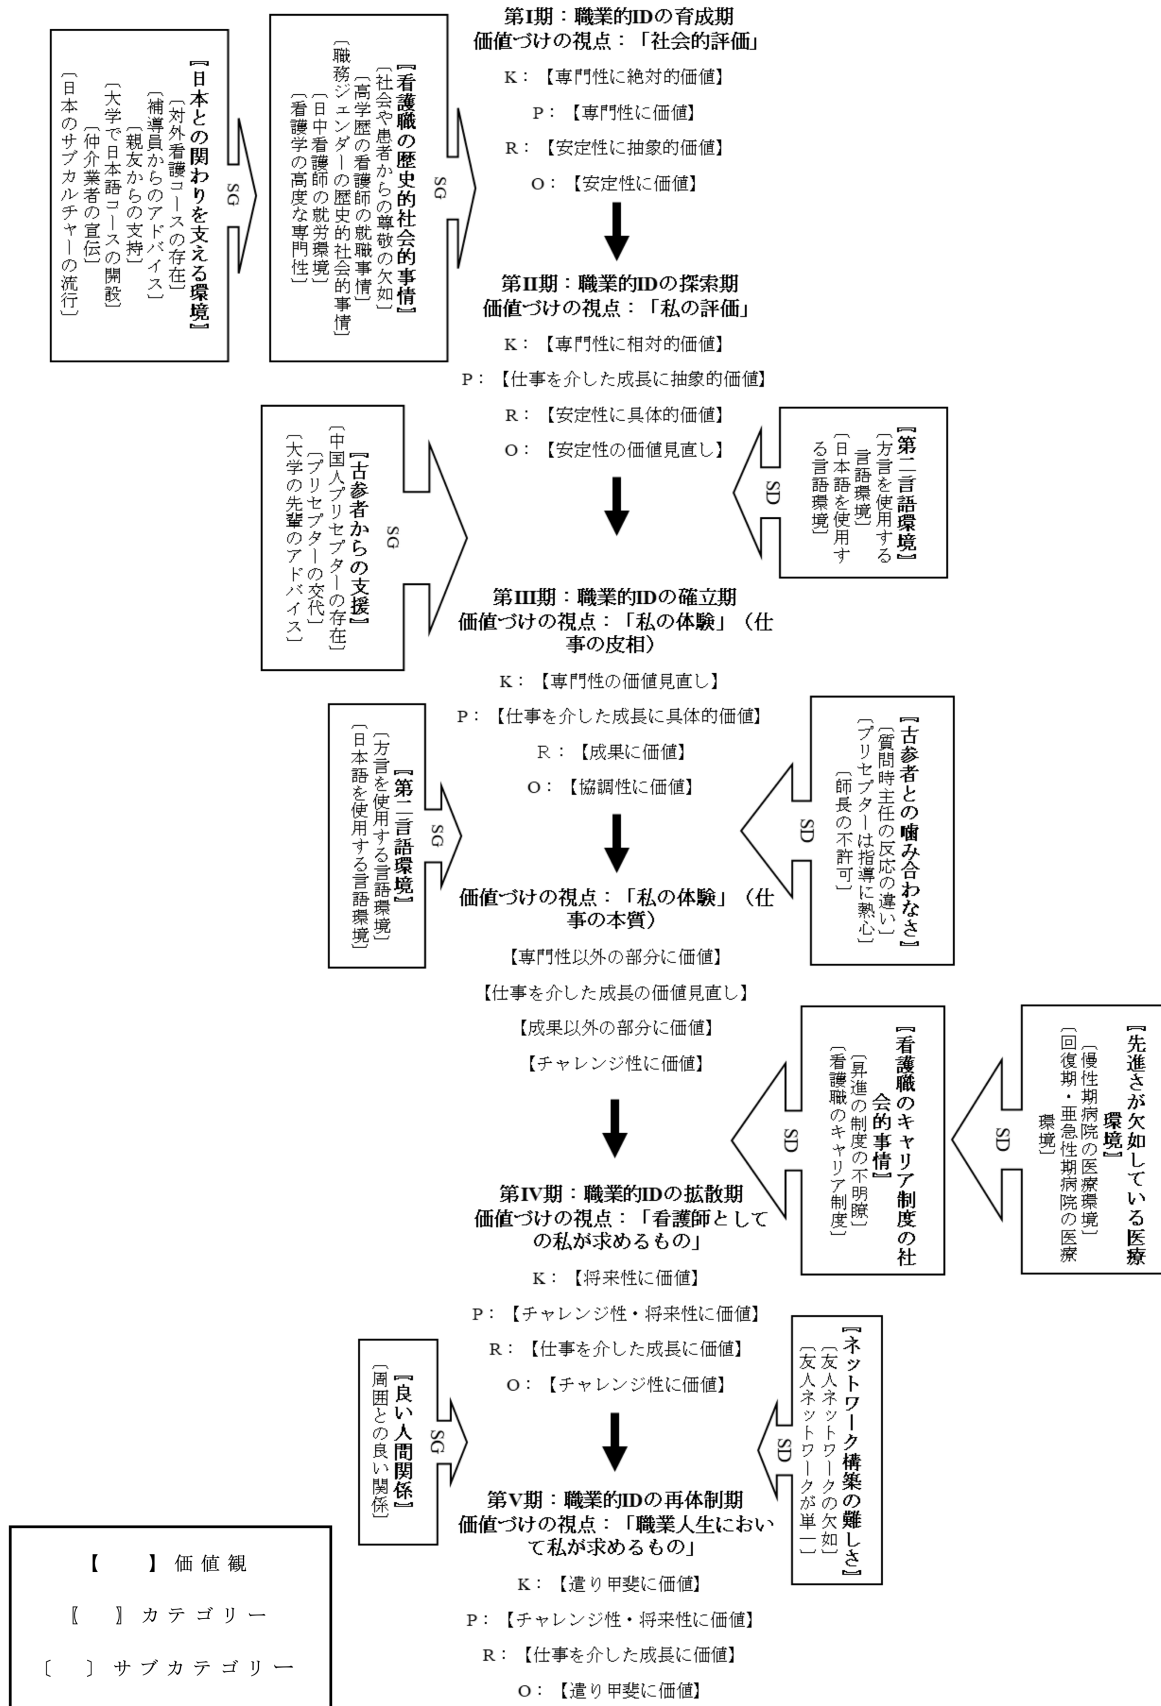 第I期：職業的IDの育成期
価値づけの視点：「社会的評価」
K：【専門性に絶対的価値】
P：【専門性に価値】
R：【安定性に抽象的価値】
O：【安定性に価値】
〚日本との関わりを支える環境〛
〔対外看護コースの存在〕
〔補導員からのアドバイス〕
〔親友からの支持〕
〔大学で日本語コースの開設〕
〔仲介業者の宣伝〕
〔日本のサブカルチャーの流行〕
SG
〚看護職の歴史的社会的事情〛
〔社会や患者からの尊敬の欠如〕
〔高学歴の看護師の就職事情〕
〔職務ジェンダーの歴史的社会的事情〕
〔日中看護師の就労環境〕
〔看護学の高度な専門性〕
SG
第II期：職業的IDの探索期
価値づけの視点：「私の評価」
K：【専門性に相対的価値】
P：【仕事を介した成長に抽象的価値】
R：【安定性に具体的価値】
O：【安定性の価値見直し】
〚古参者からの支援〛
〔中国人プリセプターの存在〕
〔プリセプターの交代〕
〔大学の先輩のアドバイス〕
SG
〚第二言語環境〛
〔方言を使用する
言語環境〕
〔日本語を使用す
る言語環境〕
SD
第III期：職業的IDの確立期
価値づけの視点：「私の体験」（仕
事の皮相）
K：【専門性の価値見直し】
P：【仕事を介した成長に具体的価値】
R：【成果に価値】
O：【協調性に価値】
〚第二言語環境〛
〔方言を使用する言語環境〕
〔日本語を使用する言語環境〕
SG
〚古参者との噛み合わなさ〛
〔質問時主任の反応の違い〕
〔プリセプターは指導に熱心〕
〔師長の不許可〕
SD
価値づけの視点：「私の体験」（仕
事の本質）
【専門性以外の部分に価値】
【仕事を介した成長の価値見直し】
【成果以外の部分に価値】
【チャレンジ性に価値】
〚看護職のキャリア制度の社
会的事情〛
〔昇進の制度の不明瞭〕
〔看護職のキャリア制度〕
SD
〚先進さが欠如している医療
環境〛
〔慢性期病院の医療環境〕
〔回復期・亜急性期病院の医療
環境〕
SD
第IV期：職業的IDの拡散期
価値づけの視点：「看護師として
の私が求めるもの」
K：【将来性に価値】
P：【チャレンジ性・将来性に価値】
R：【仕事を介した成長に価値】
O：【チャレンジ性に価値】
〚良い人間関係〛
〔周囲との良い関係〕
SG
〚ネットワーク構築の難しさ〛
〔友人ネットワークの欠如〕
〔友人ネットワークが単一〕
SD
第V期：職業的IDの再体制期
価値づけの視点：「職業人生におい
て私が求めるもの」
K：【遣り甲斐に価値】
P：【チャレンジ性・将来性に価値】
R：【仕事を介した成長に価値】
O：【遣り甲斐に価値】
【　】価値観
〚　〛カテゴリー
〔　〕サブカテゴリー